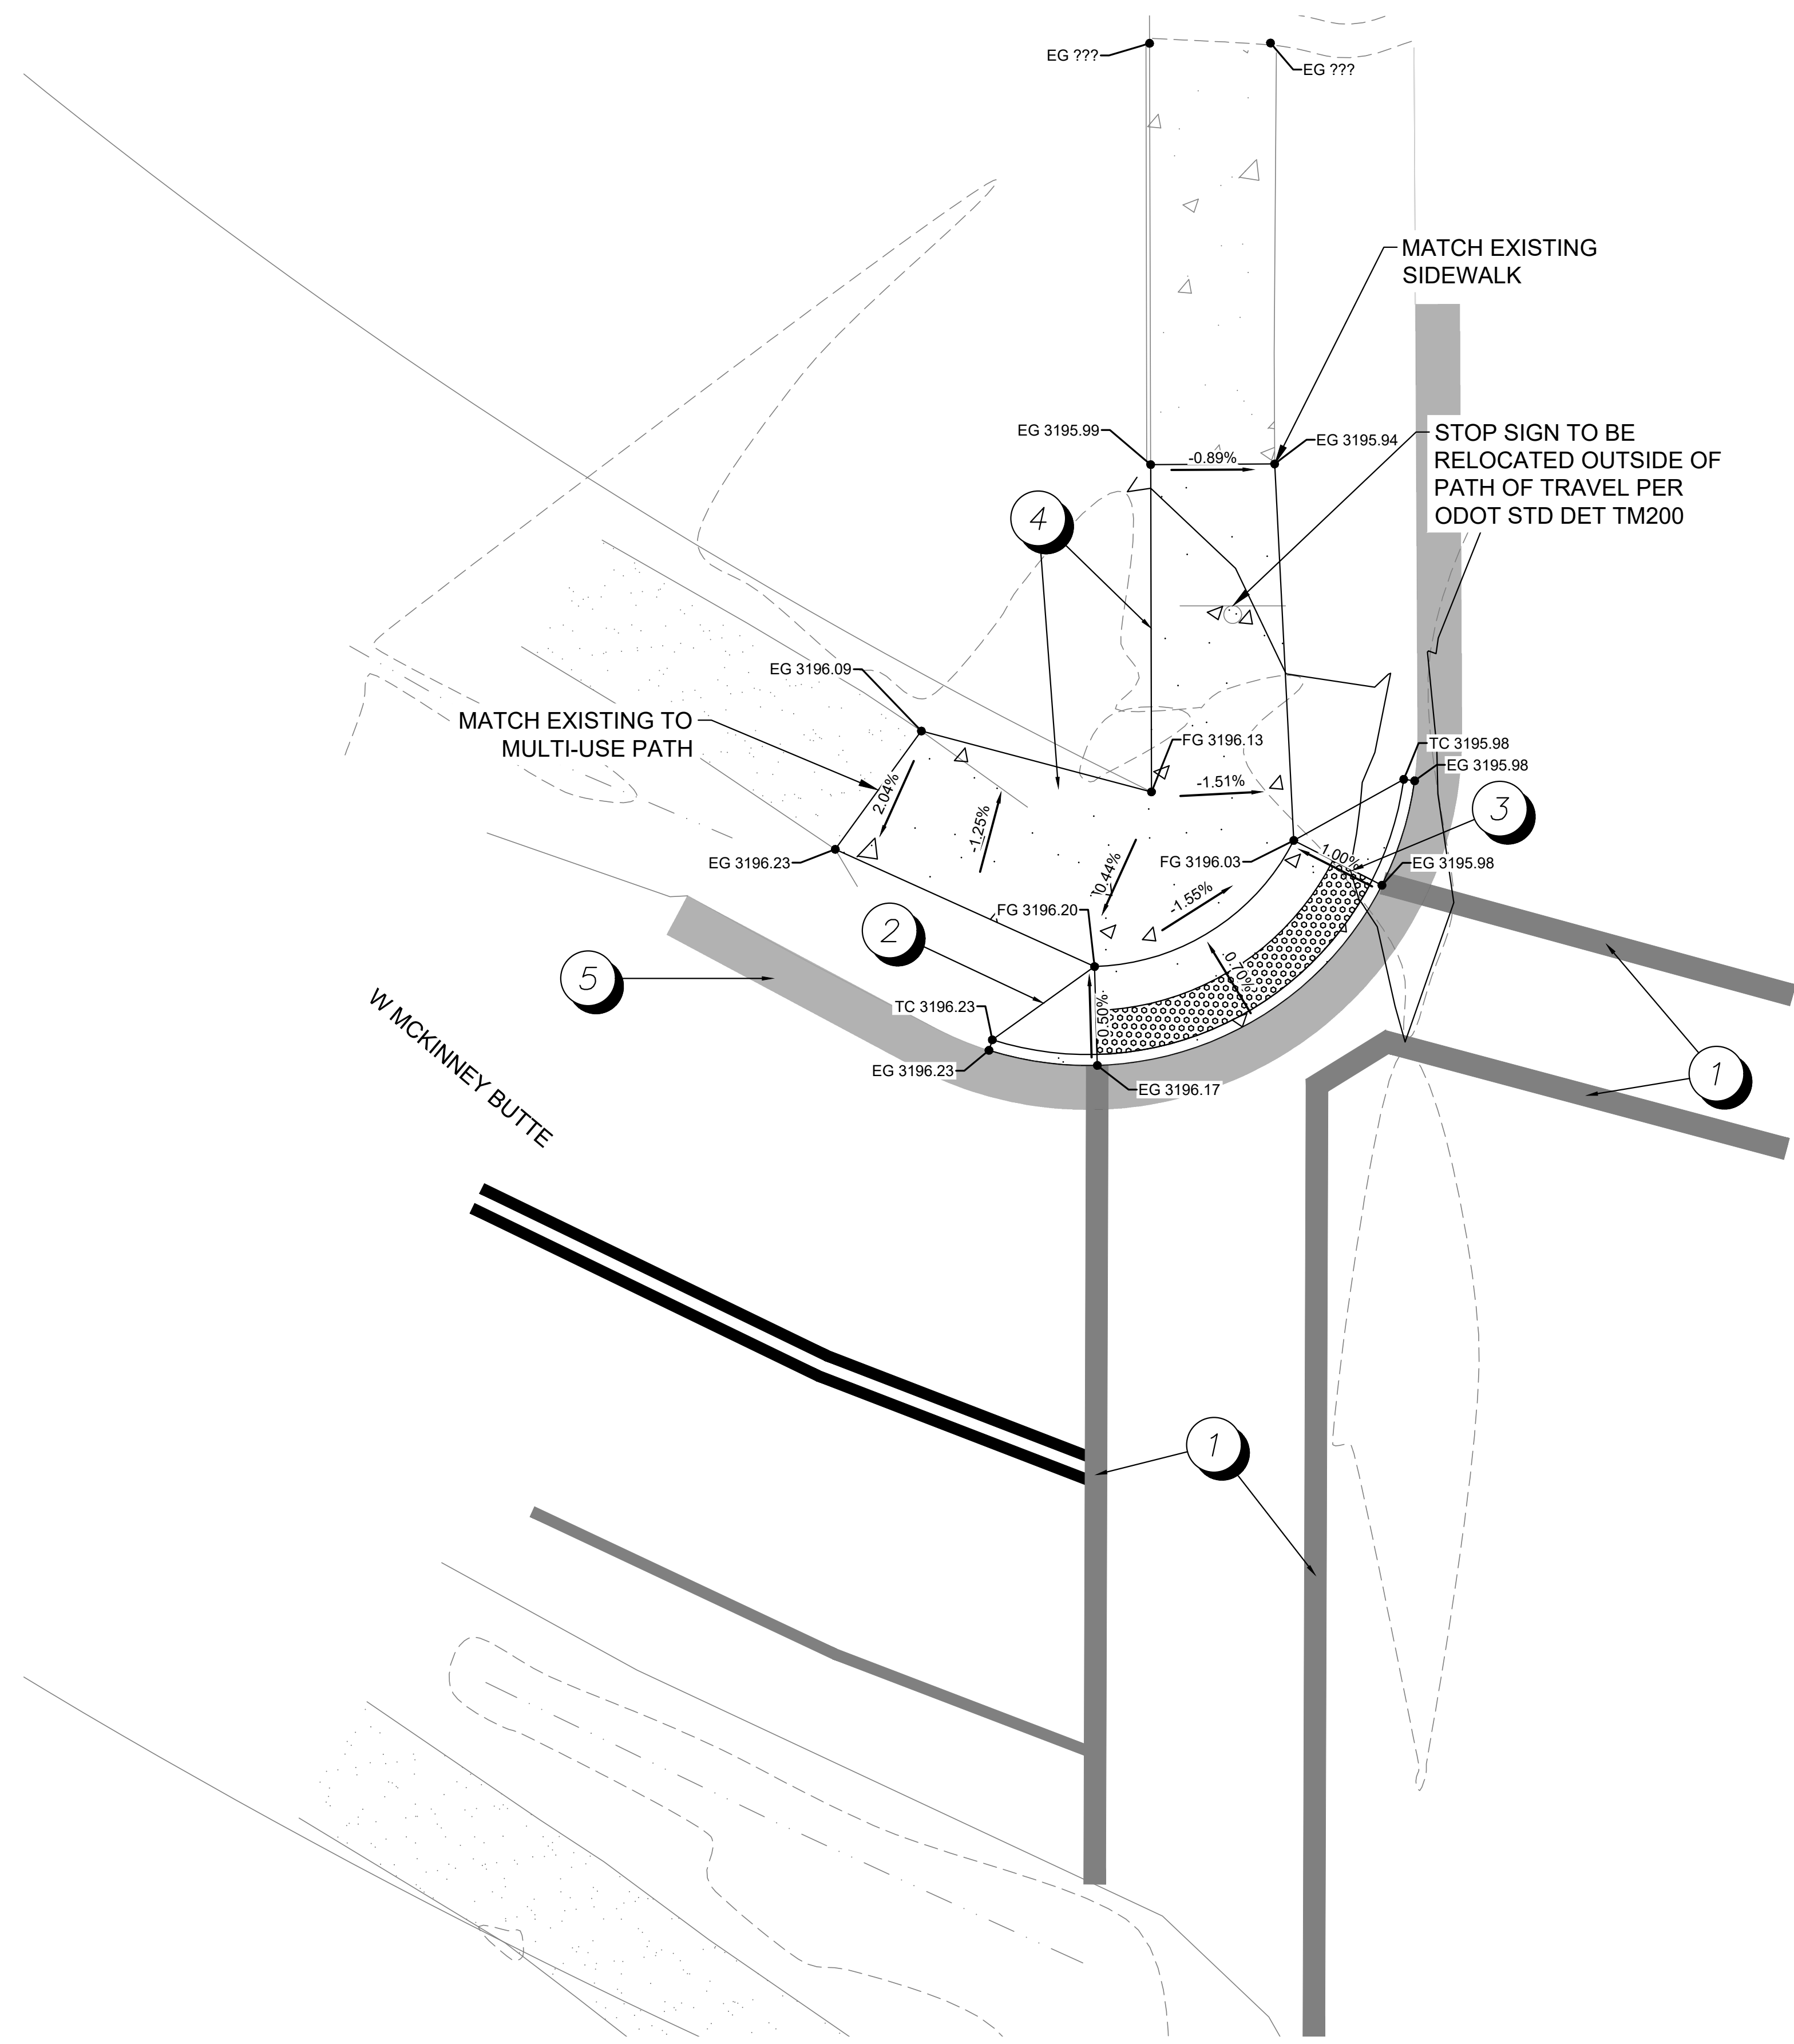 EG ???
EG ???
MATCH EXISTING
SIDEWALK
EG 3195.99
EG 3195.94
-0.89%
STOP SIGN TO BE
RELOCATED OUTSIDE OF
PATH OF TRAVEL PER
ODOT STD DET TM200
4
EG 3196.09
MATCH EXISTING TO
MULTI-USE PATH
FG 3196.13
TC 3195.98
EG 3195.98
2.04%
-1.51%
3
-1.25%
EG 3196.23
FG 3196.03
1.00%
EG 3195.98
0.44%
-1.55%
FG 3196.20
2
5
0.70%
TC 3196.23
0.50%
EG 3196.23
EG 3196.17
W MCKINNEY BUTTE
1
1